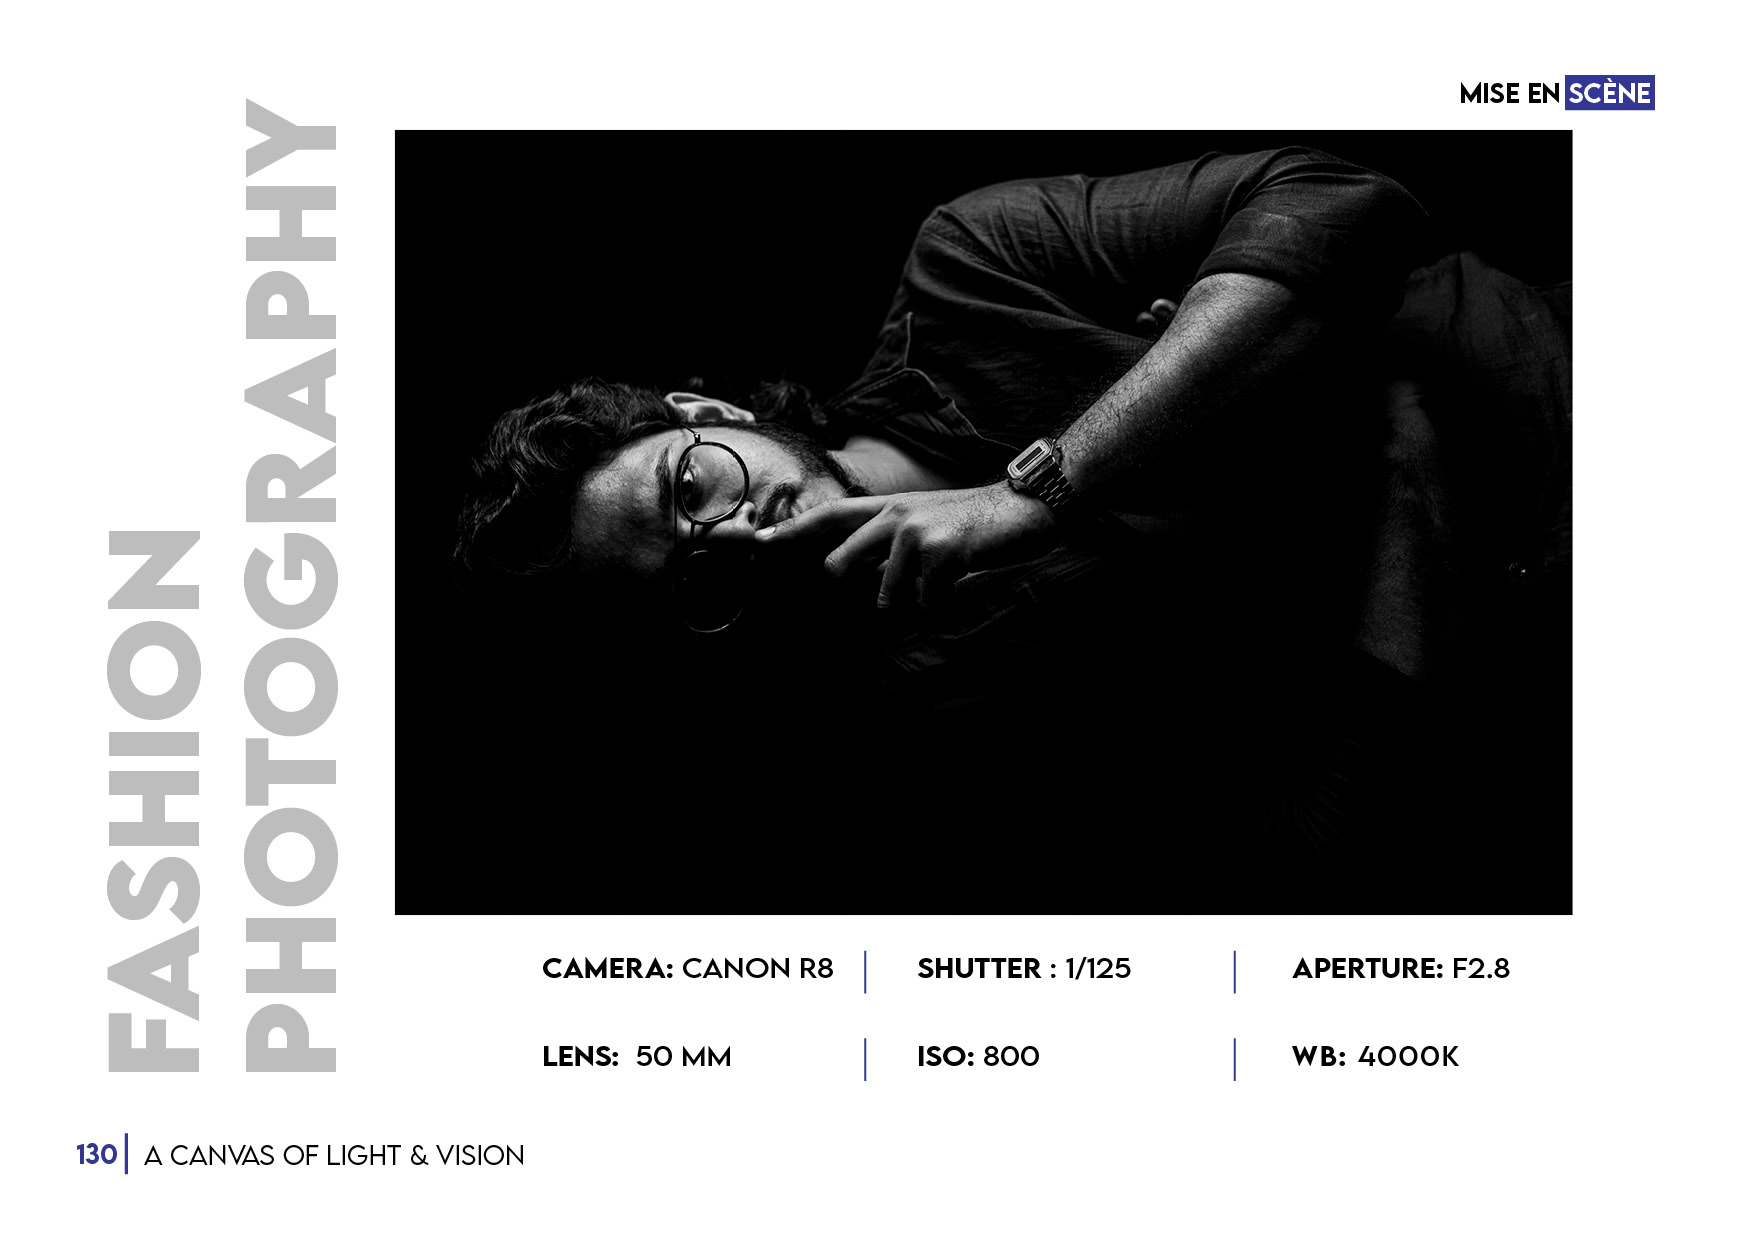 MISE EN SCÈNE
FASHION
PHOTOGRAPHY
CAMERA: CANON R8
SHUTTER : 1/125
APERTURE: F2.8
LENS: 50 MM
ISO: 800
WB: 4000K
130 A CANVAS OF LIGHT & VISION